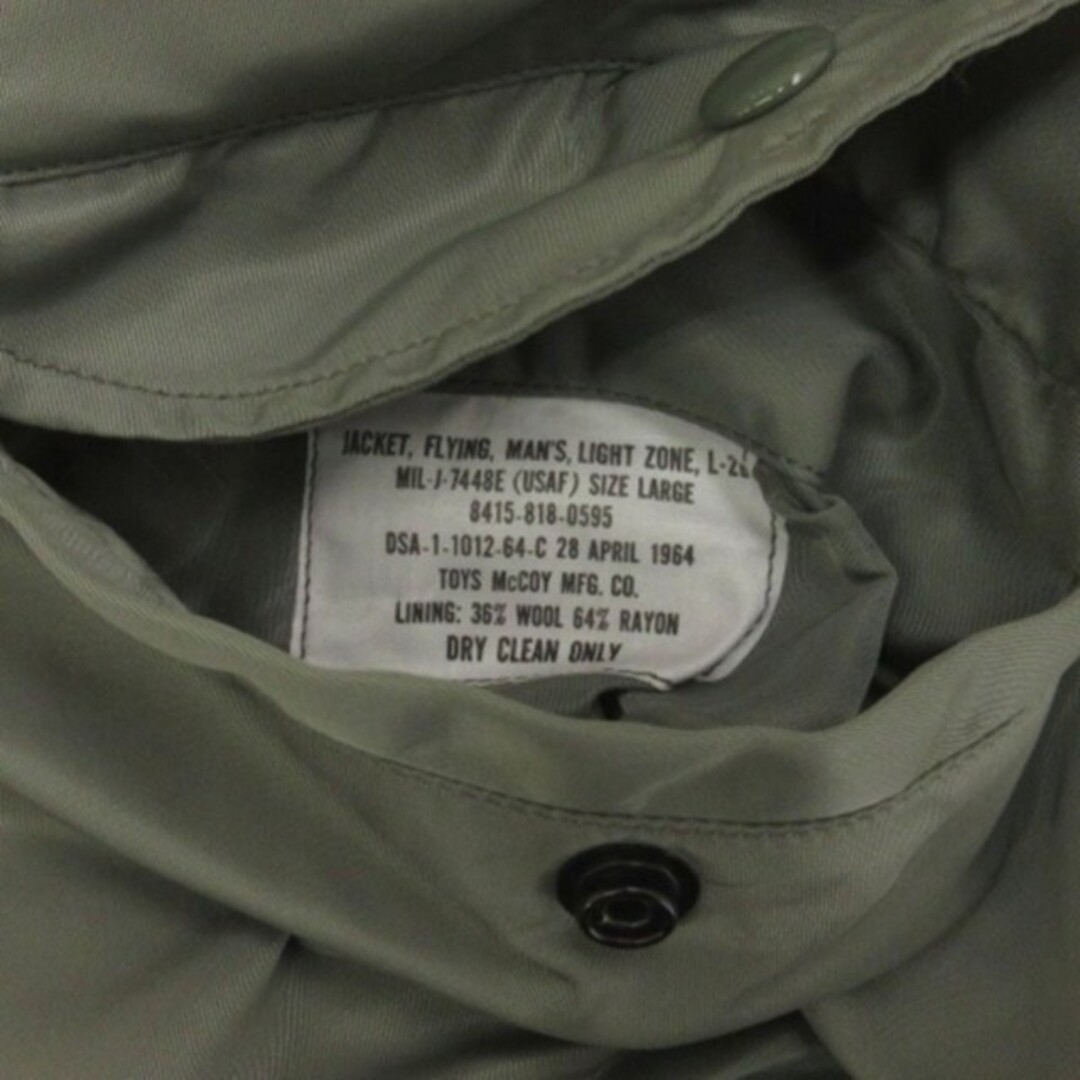 JACKET, FLYING, MAN'S, LIGHT ZONE,
MIL-J-7448E (USAF) SIZE LARGE
8415-818-0595
DSA-1-1012-64-C 28 APRIL 1964
TOYS McCOY MFG. CO.
LINING: 36% WOOL 64% RAYON
DRY CLEAN ONLY